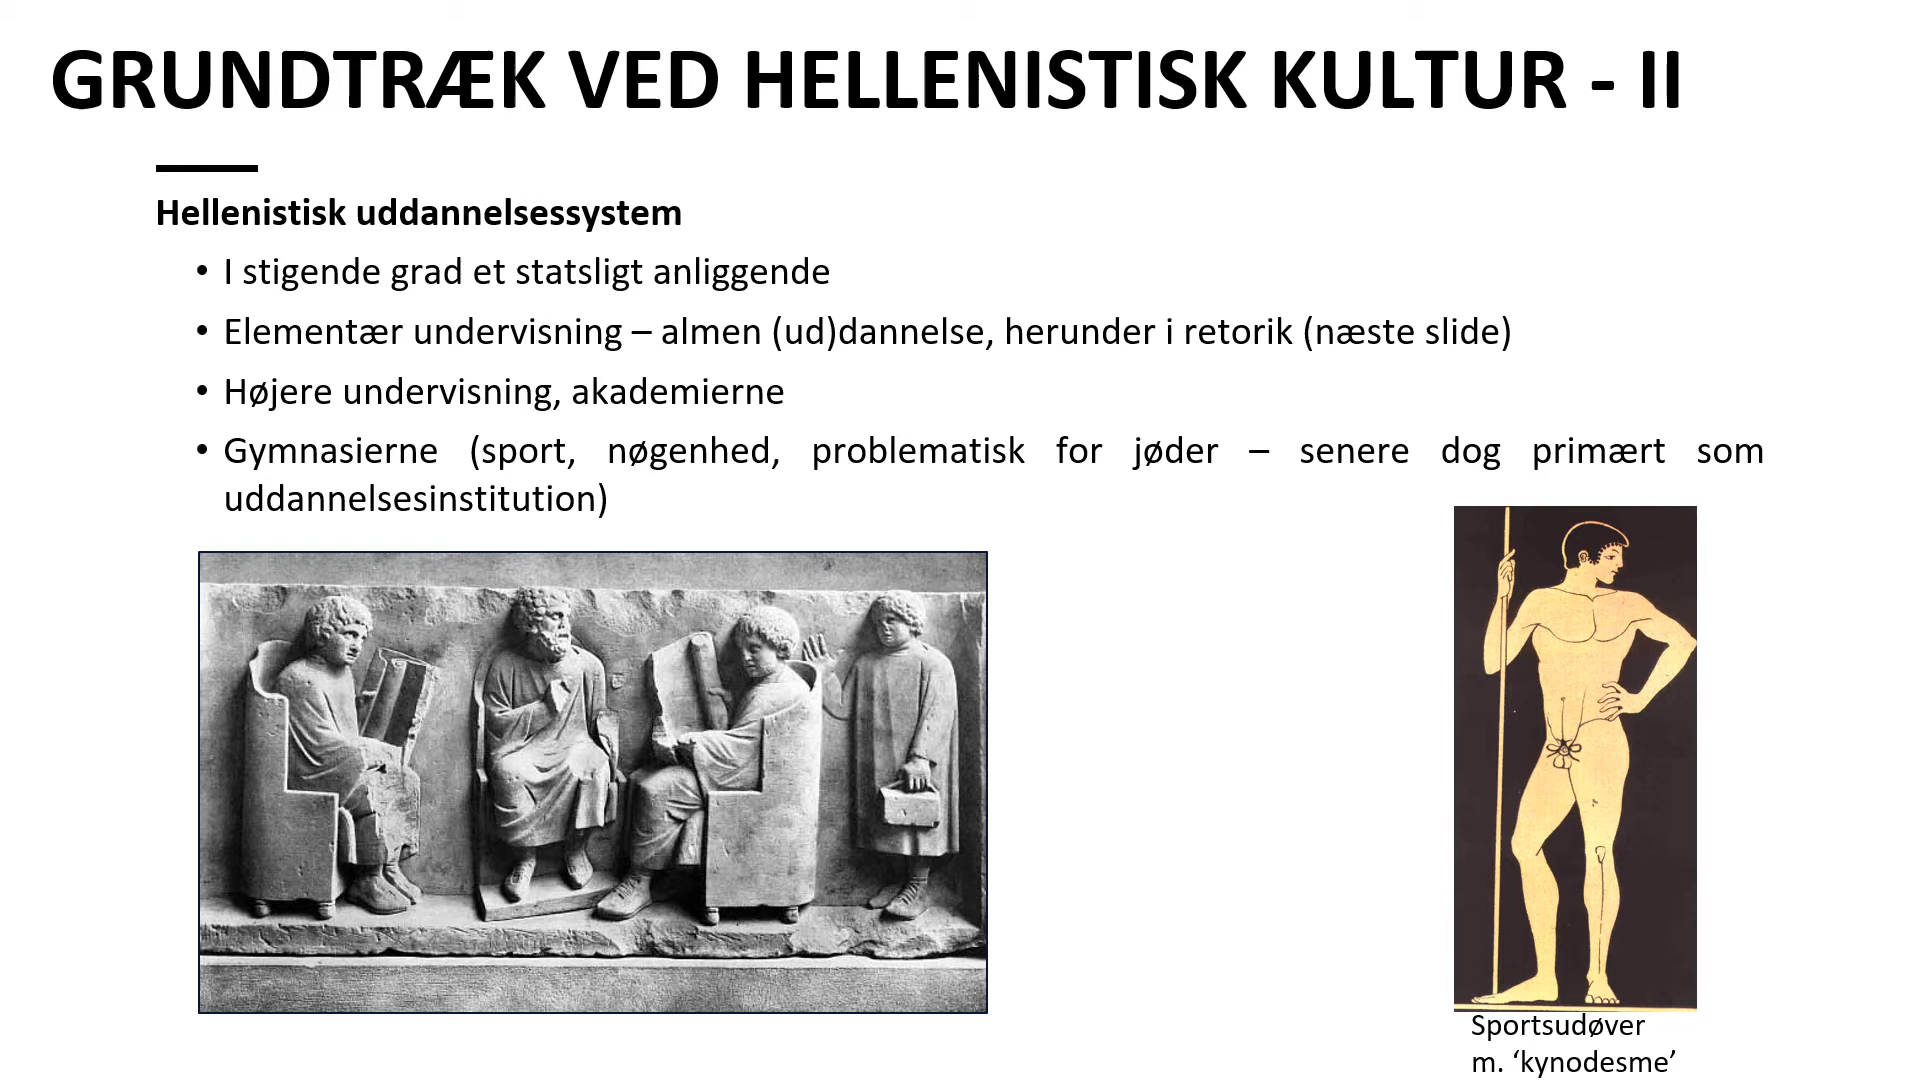 GRUNDTRÆK VED HELLENISTISK KULTUR - II
Hellenistisk uddannelsessystem
• I stigende grad et statsligt anliggende
• Elementær undervisning – almen (ud)dannelse, herunder i retorik (næste slide)
• Højere undervisning, akademierne
• Gymnasierne (sport, nøgenhed, problematisk for jøder – senere dog primært som
uddannelsesinstitution)
Sportsudøver
m. ‘kynodesme’